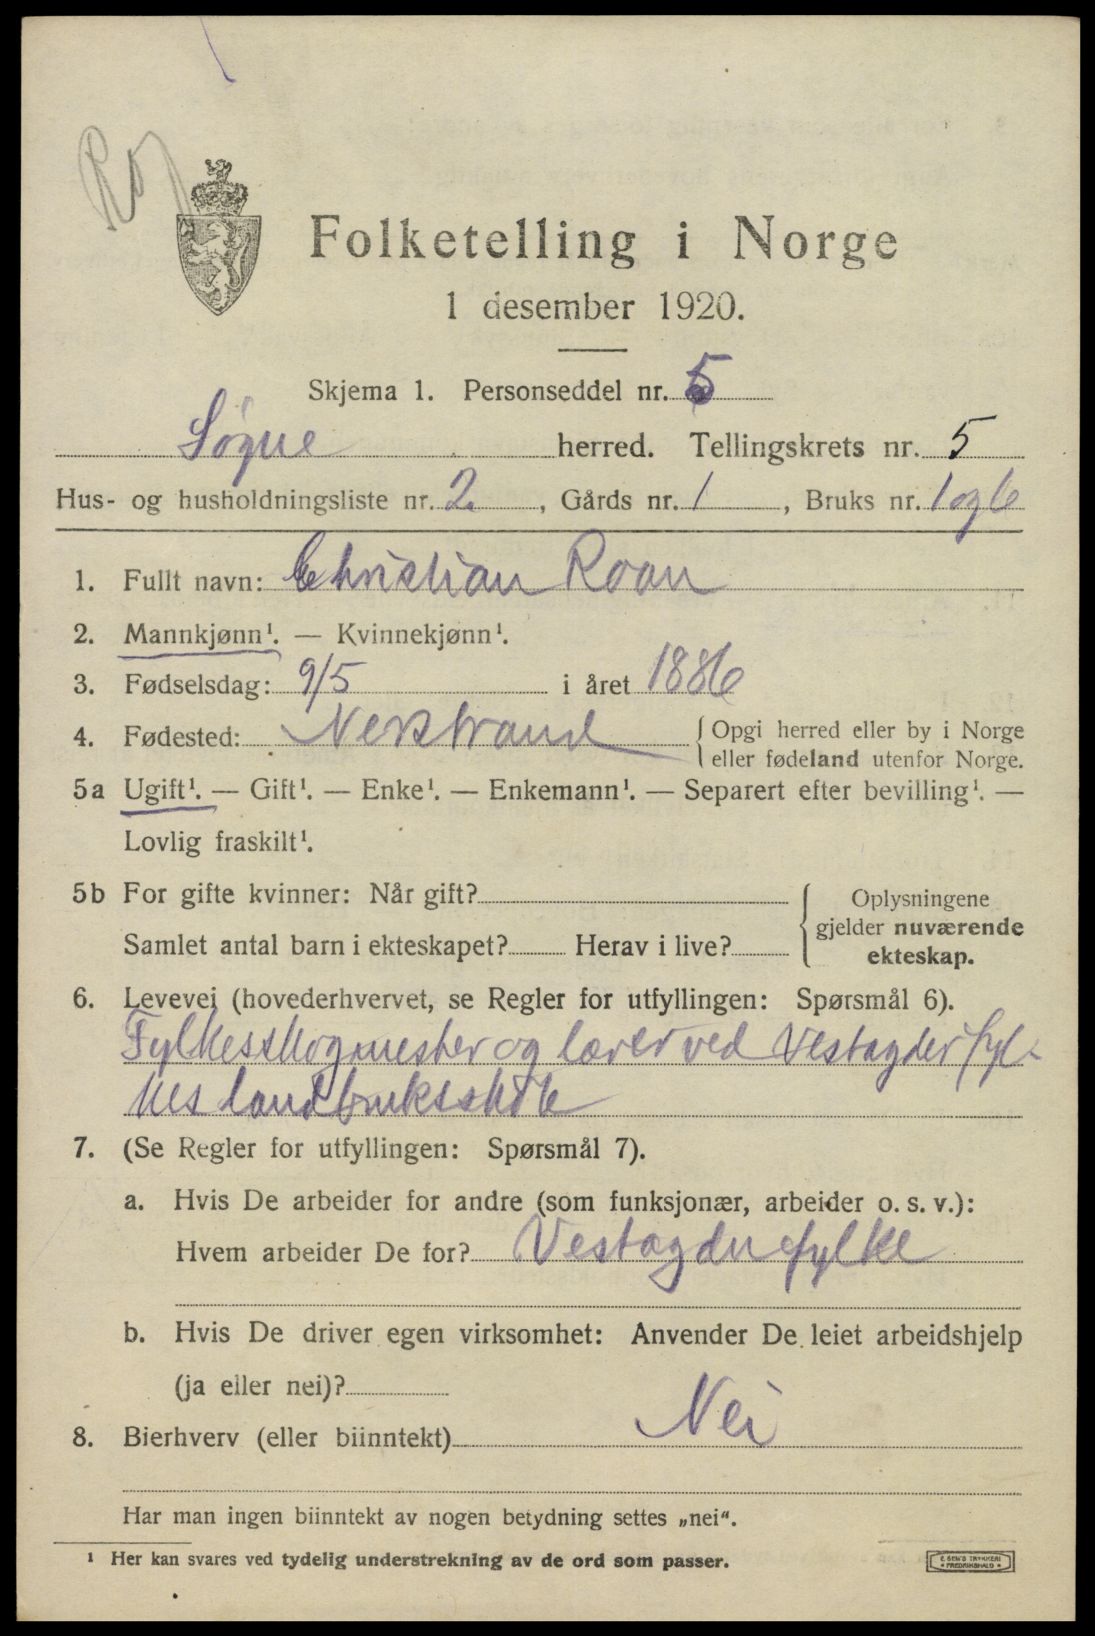 Folketelling i Norge
1 desember 1920.
Skjema 1. Personseddel nr. 5
Søgne herred. Tellingskrets nr. 5
Hus- og husholdningsliste nr. 2, Gårds nr. 1, Bruks nr. 1 og 6
1. Fullt navn: Christian Roan
2. Mannkjønn¹. — Kvinnekjønn¹.
3. Fødselsdag: 9/5 i året 1886
4. Fødested: Nerstrand { Opgi herred eller by i Norge
eller fødeland utenfor Norge.
5a Ugift¹. — Gift¹. — Enke¹. — Enkemann¹. — Separert efter bevilling¹. —
Lovlig fraskilt¹.
5b For gifte kvinner: Når gift?
Samlet antal barn i ekteskapet? Herav i live?
{ Oplysningene
gjelder nuværende
ekteskap.
6. Levevei (hovederhvervet, se Regler for utfyllingen: Spørsmål 6).
Fylkesskogmester og lærer ved Vestagder fyl-
kes landbruksskole
7. (Se Regler for utfyllingen: Spørsmål 7).
a. Hvis De arbeider for andre (som funksjonær, arbeider o. s. v.):
Hvem arbeider De for? Vestagder fylke
b. Hvis De driver egen virksomhet: Anvender De leiet arbeidshjelp
(ja eller nei)?
8. Bierhverv (eller biinntekt) Nei
Har man ingen biinntekt av nogen betydning settes „nei“.
¹ Her kan svares ved tydelig understrekning av de ord som passer.